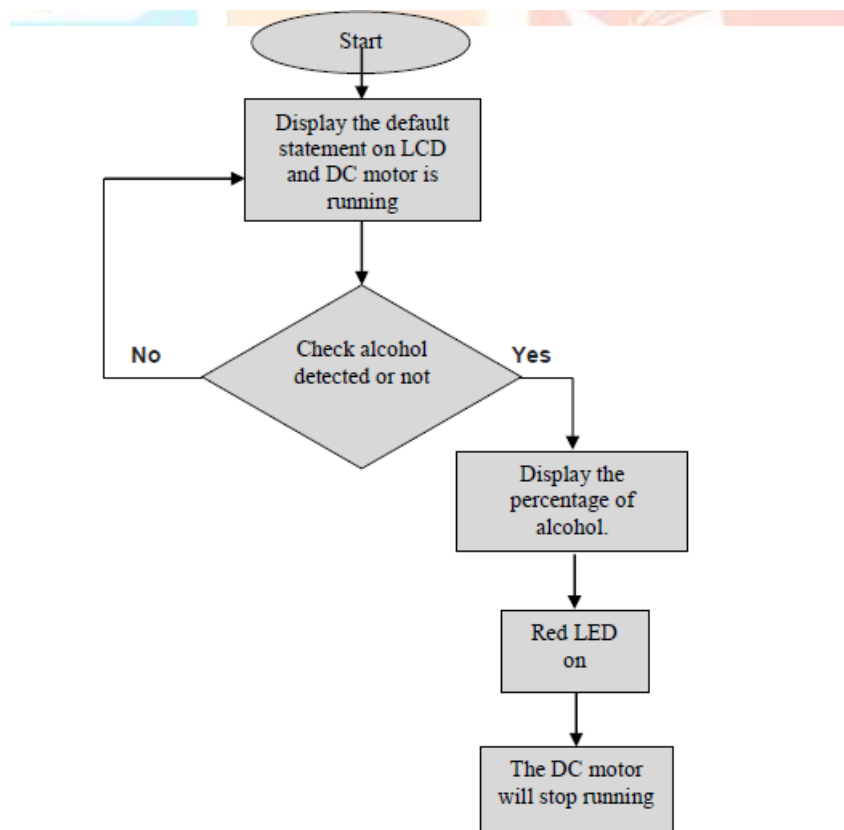 Start
Display the default
statement on LCD
and DC motor is
running
No
Check alcohol
detected or not
Yes
Display the
percentage of
alcohol.
Red LED
on
The DC motor
will stop running